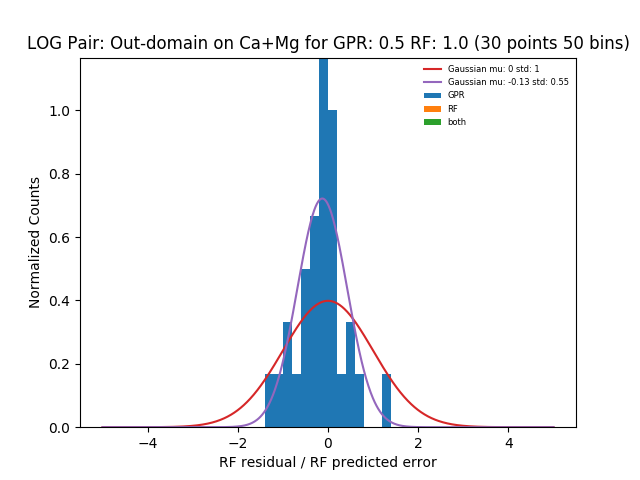 LOG Pair: Out-domain on Ca+Mg for GPR: 0.5 RF: 1.0 (30 points 50 bins)
Gaussian mu: 0 std: 1
Gaussian mu: -0.13 std: 0.55
GPR
RF
both
1.0
0.8
0.6
0.4
0.2
0.0
Normalized Counts
−4
−2
0
2
4
RF residual / RF predicted error